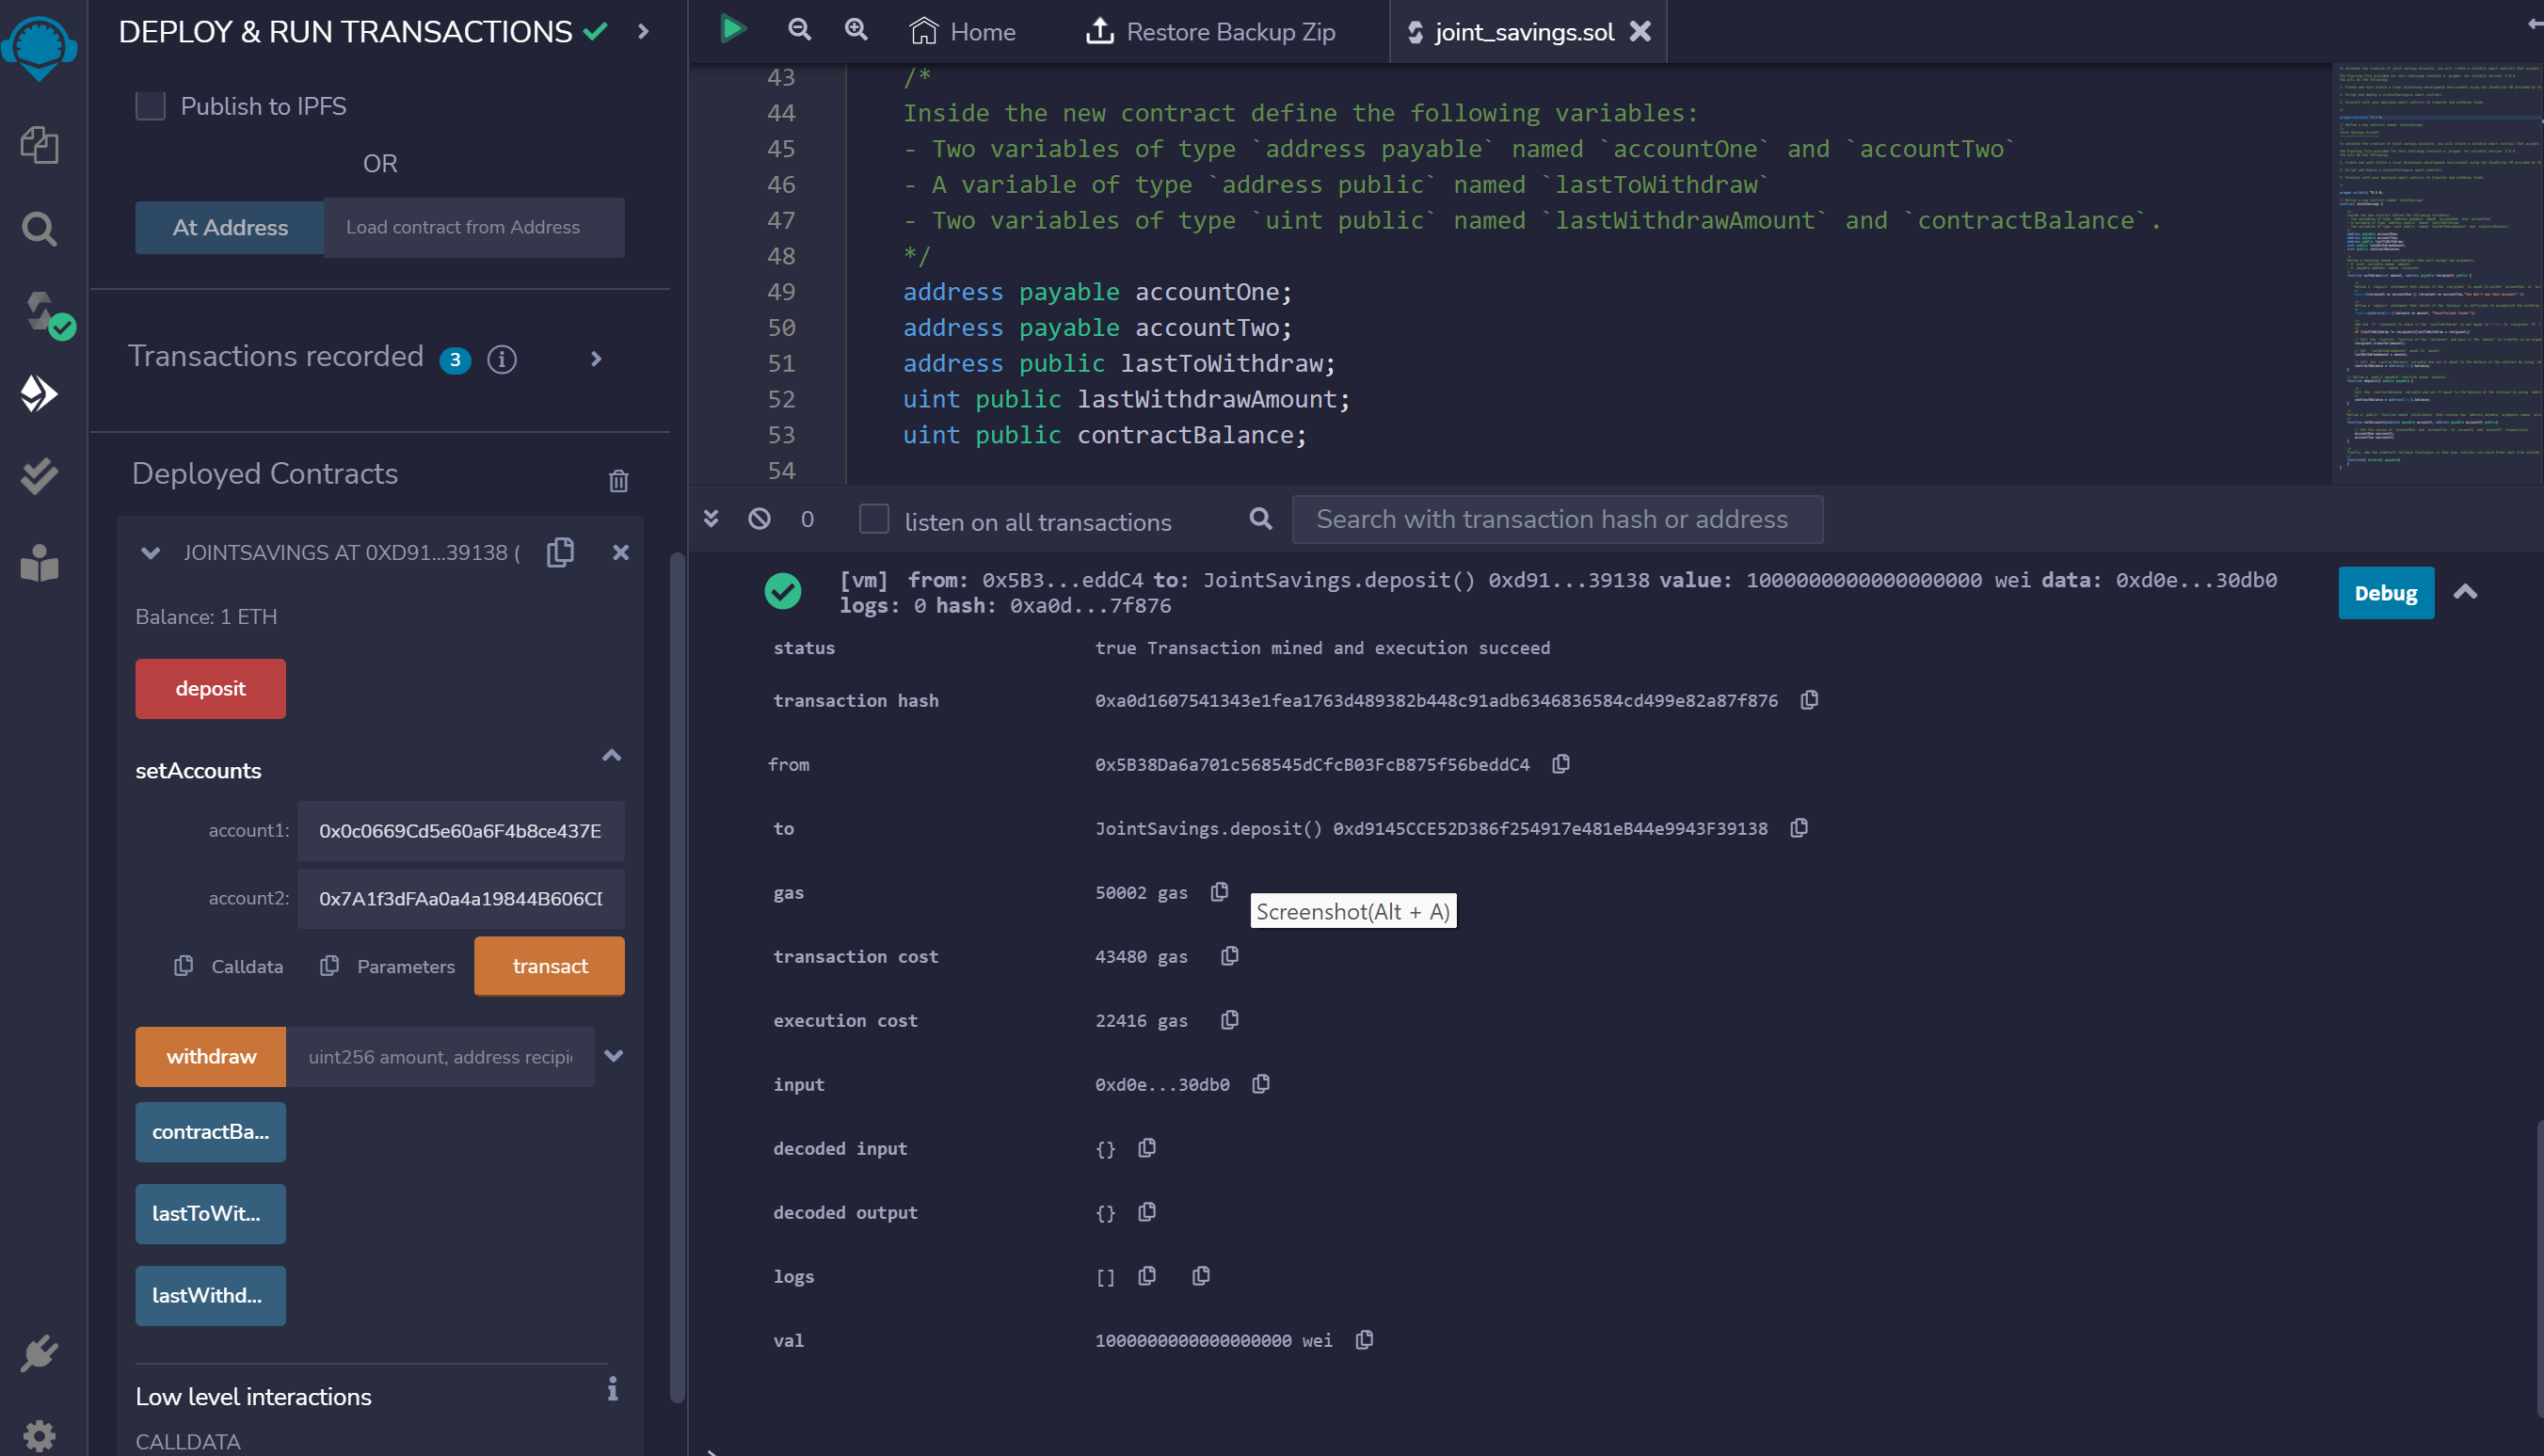 DEPLOY & RUN TRANSACTIONS
Publish to IPFS
OR
At Address
Load contract from Address
Transactions recorded 3
Deployed Contracts
JOINTSAVINGS AT 0XD91...39138 (
Balance: 1 ETH
deposit
setAccounts
account1: 0x0c0669Cd5e60a6F4b8ce437E
account2: 0x7A1f3dFAa0a4a19844B606CD
Calldata Parameters transact
withdraw uint256 amount, address recipi
contractBa...
lastToWit...
lastWithd...
Low level interactions
CALLDATA
Home
Restore Backup Zip
joint_savings.sol
43 /*
44 Inside the new contract define the following variables:
45 - Two variables of type `address payable` named `accountOne` and `accountTwo`
46 - A variable of type `address public` named `lastToWithdraw`
47 - Two variables of type `uint public` named `lastWithdrawAmount` and `contractBalance`.
48 */
49 address payable accountOne;
50 address payable accountTwo;
51 address public lastToWithdraw;
52 uint public lastWithdrawAmount;
53 uint public contractBalance;
54
0 listen on all transactions Search with transaction hash or address
[vm] from: 0x5B3...eddC4 to: JointSavings.deposit() 0xd91...39138 value: 1000000000000000000 wei data: 0xd0e...30db0
logs: 0 hash: 0xa0d...7f876
Debug
status true Transaction mined and execution succeed
transaction hash 0xa0d1607541343e1fea1763d489382b448c91adb6346836584cd499e82a87f876
from 0x5B38Da6a701c568545dCfcB03FcB875f56beddC4
to JointSavings.deposit() 0xd9145CCE52D386f254917e481eB44e9943F39138
gas 50002 gas
Screenshot(Alt + A)
transaction cost 43480 gas
execution cost 22416 gas
input 0xd0e...30db0
decoded input {}
decoded output {}
logs []
val 1000000000000000000 wei